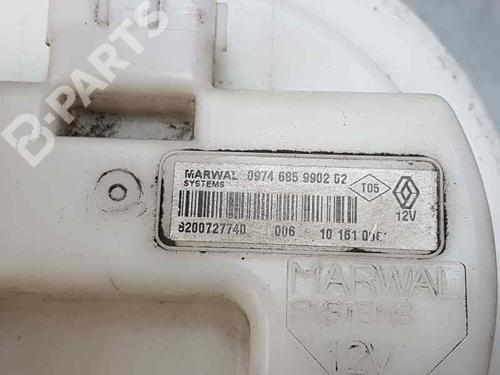 B-PARTS
MARWAL 0974 685 9902 G2
SYSTEMS
T05
12V
8200727740 006 10 161
MARWAL
SYSTEMS
12V